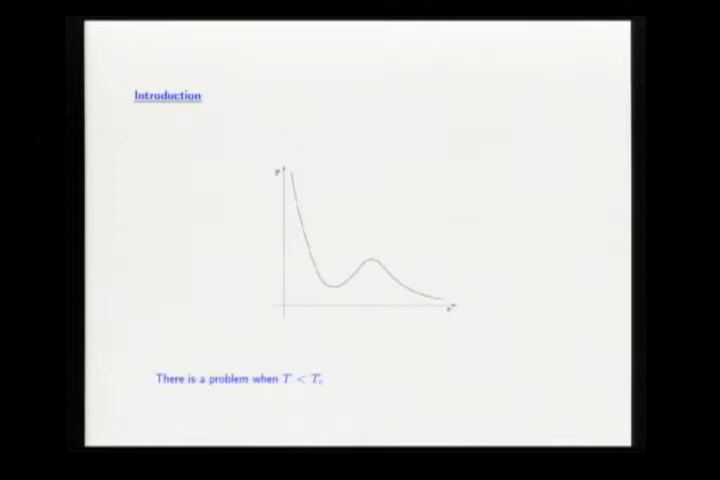 Introduction
p
v
There is a problem when T < Tc